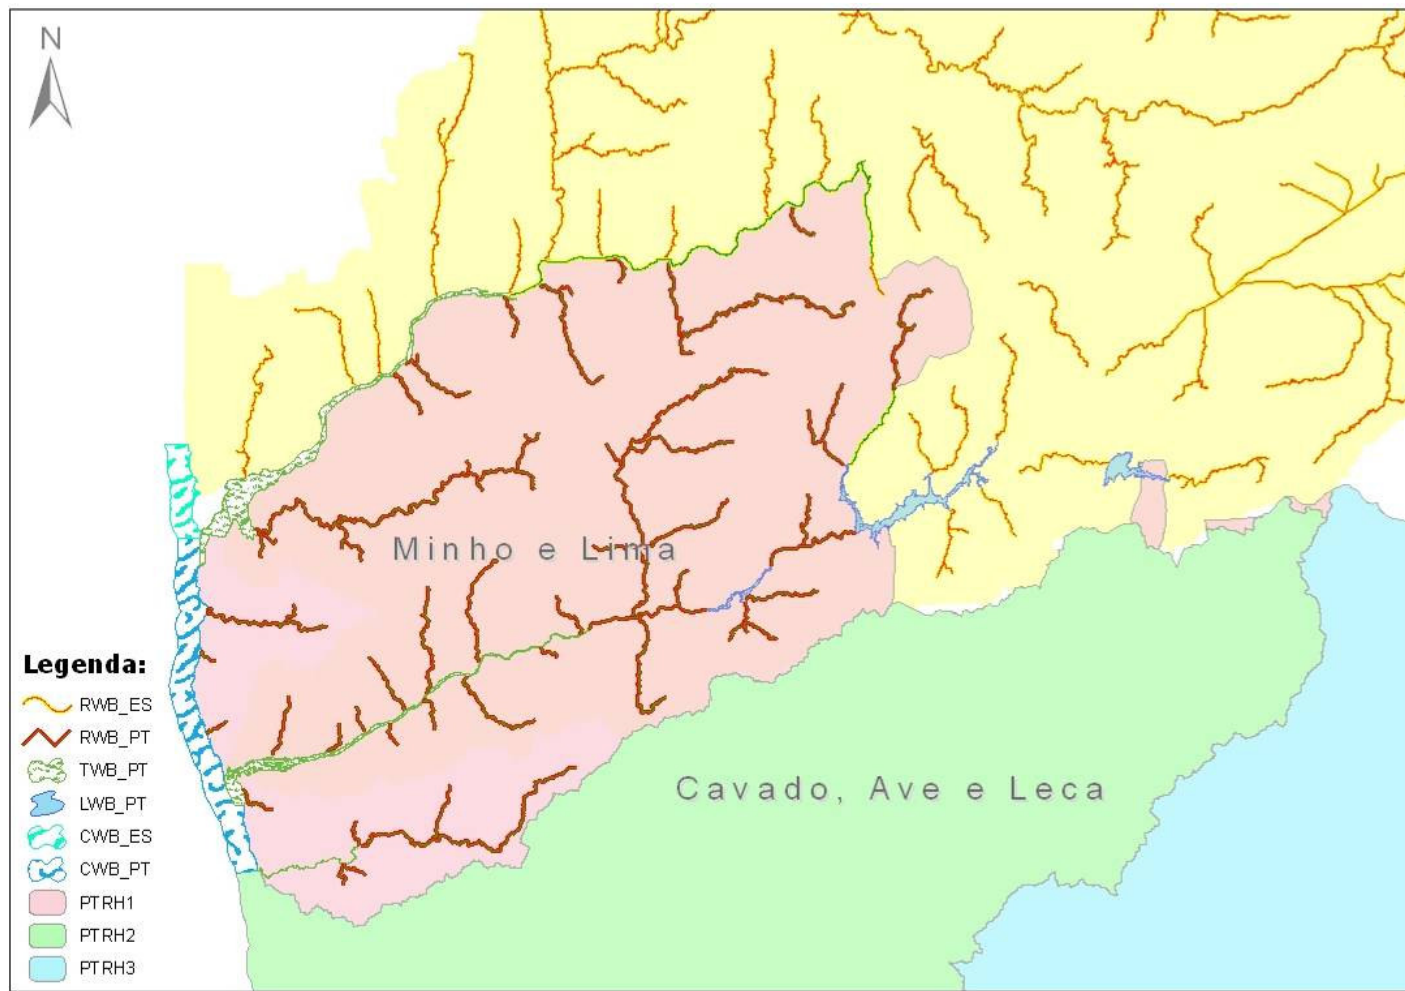 N
Minho e Lima
Cavado, Ave e Leca
Legenda:
RWB_ES
RWB_PT
TWB_PT
LWB_PT
CWB_ES
CWB_PT
PTRH1
PTRH2
PTRH3